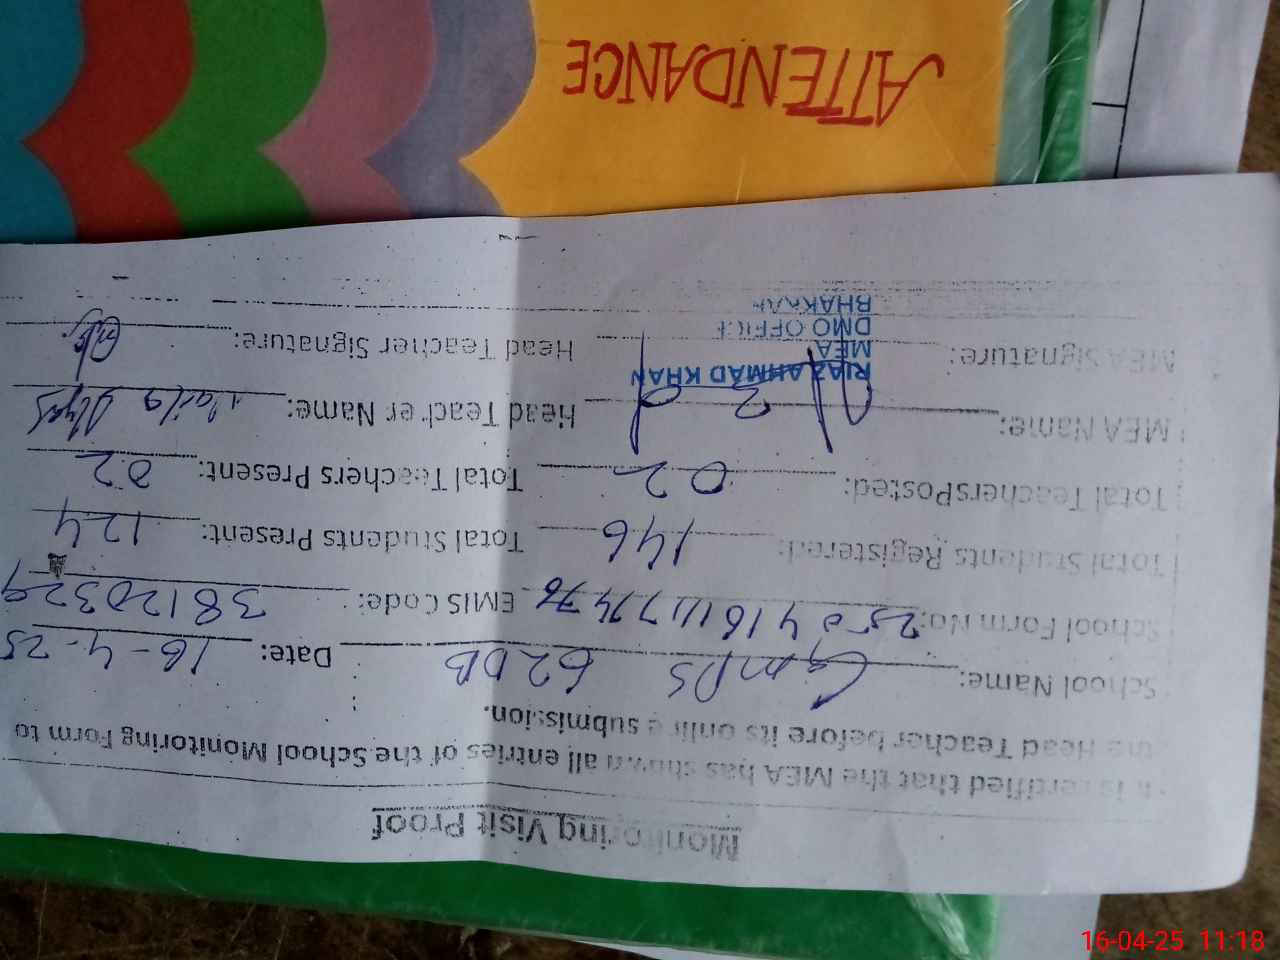 Monitoring Visit Proof
It is certified that the MEA has shown all entries of the School Monitoring Form to
the Head Teacher before its online submission.
School Name: GMPS 62DB Date: 16-4-25
School Form No: EMIS Code: 38120329
Total Students Registered: 146 Total Students Present: 124
Total TeachersPosted: 02 Total Teachers Present: 02
MEA Name: Head Teacher Name:
MEA Signature: Head Teacher Signature:
RIAZ AHMAD KHAN
MEA
DMO OFFICE
BHAKKAR
ATTENDANCE
16-04-25 11:18